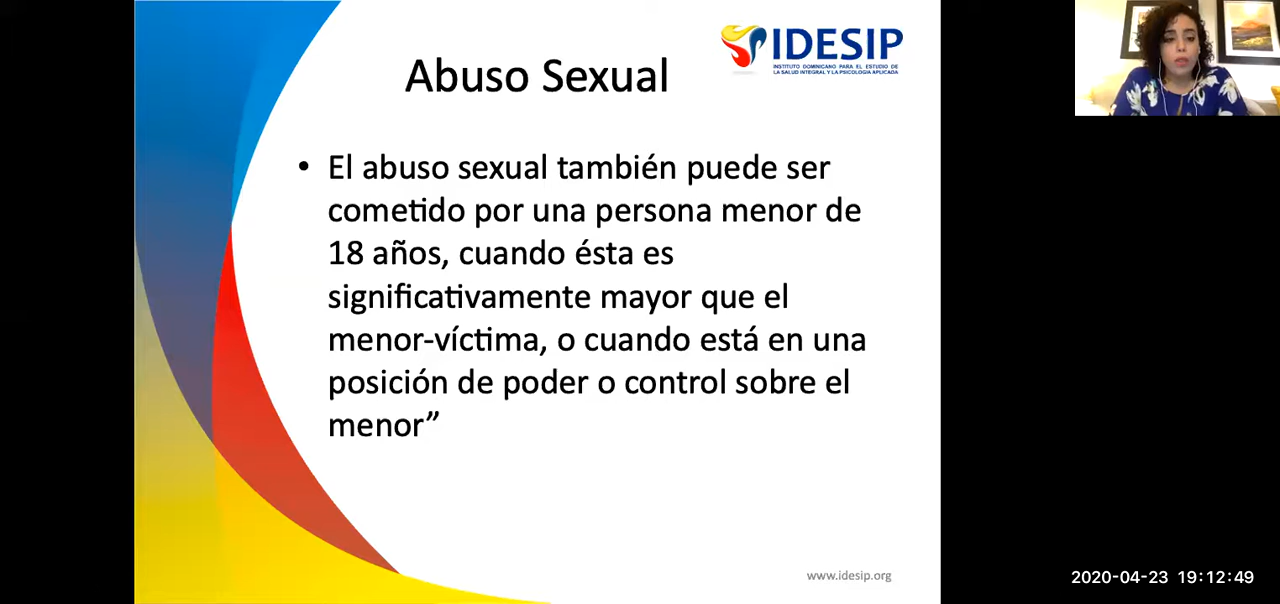 IDESIP
INSTITUTO DOMINICANO PARA EL ESTUDIO DE
LA SALUD INTEGRAL Y LA PSICOLOGIA APLICADA
Abuso Sexual
• El abuso sexual también puede ser
cometido por una persona menor de
18 años, cuando ésta es
significativamente mayor que el
menor-víctima, o cuando está en una
posición de poder o control sobre el
menor”
www.idesip.org
2020-04-23 19:12:49